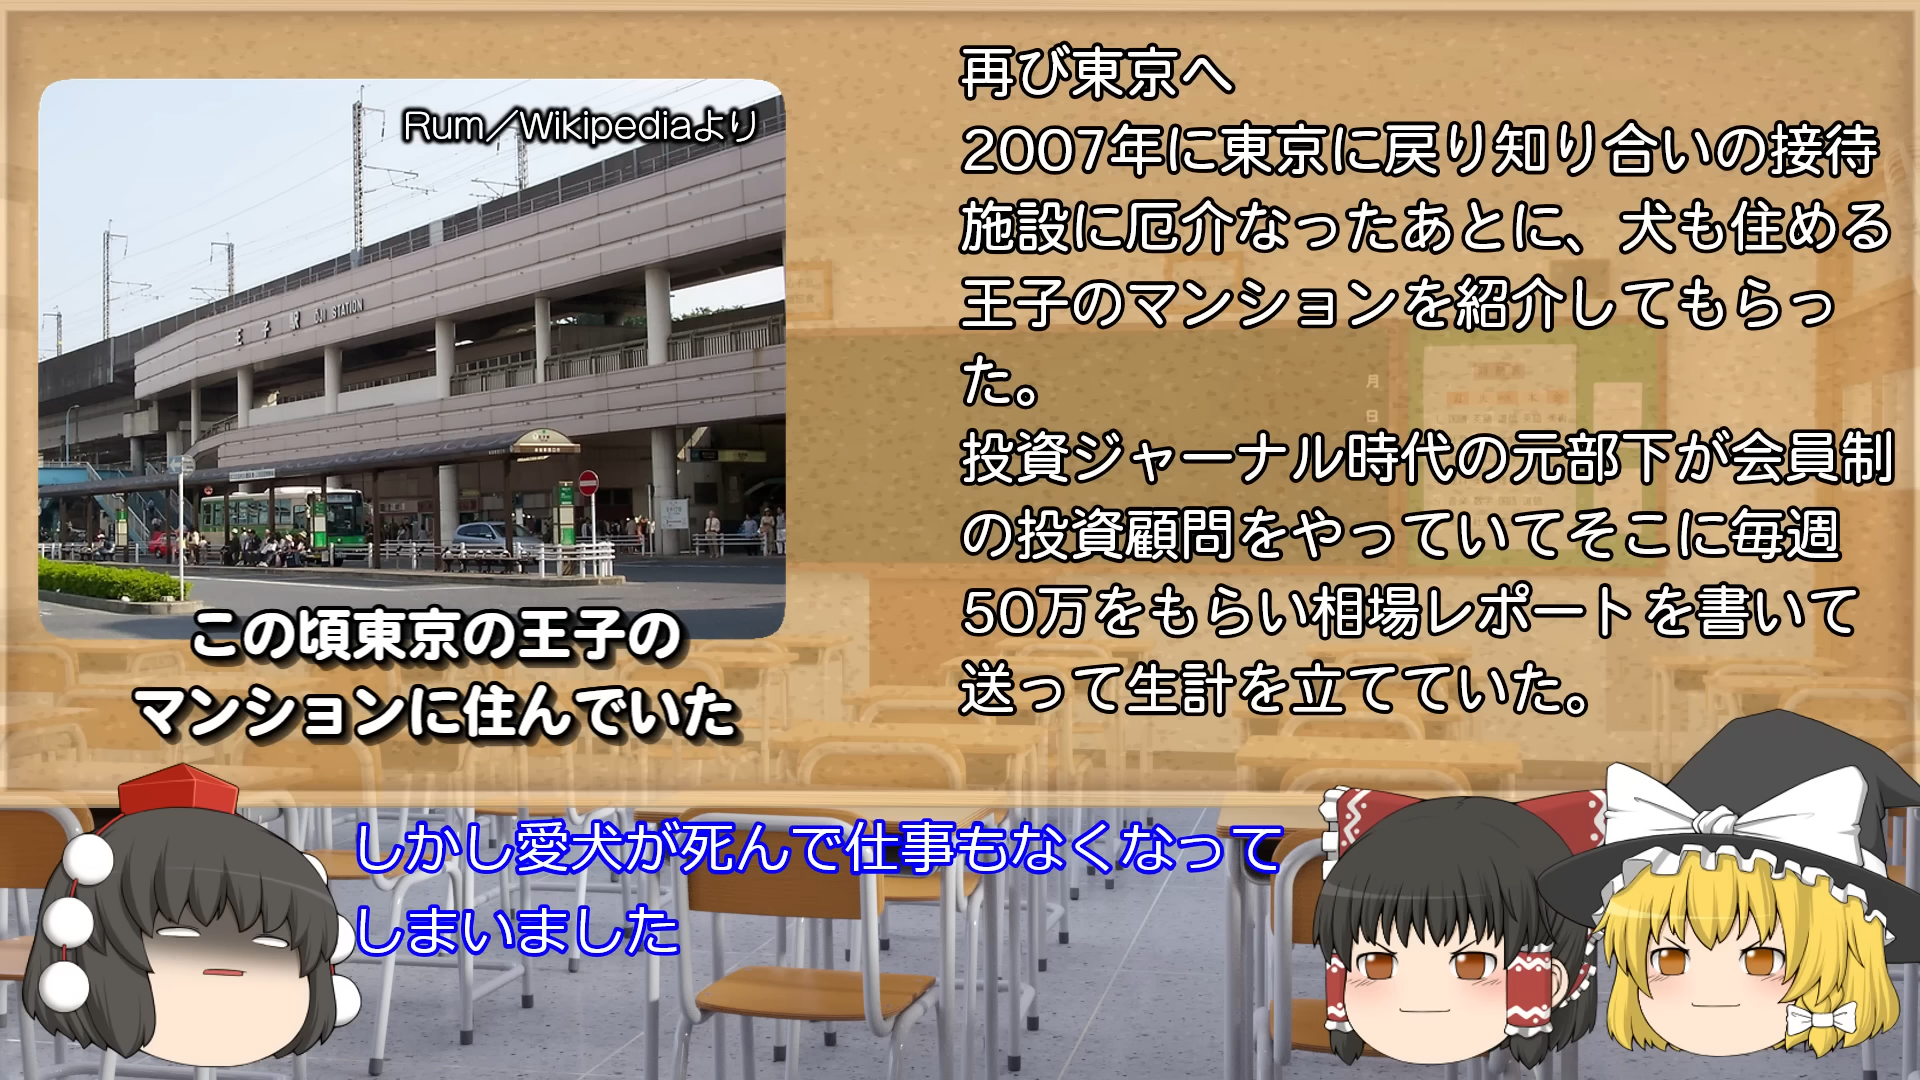 Rum／Wikipediaより
王子駅 OJI STATION
この頃東京の王子の
マンションに住んでいた
再び東京へ
2007年に東京に戻り知り合いの接待
施設に厄介なったあとに、犬も住める
王子のマンションを紹介してもらっ
た。
投資ジャーナル時代の元部下が会員制
の投資顧問をやっていてそこに毎週
50万をもらい相場レポートを書いて
送って生計を立てていた。
月
日
しかし愛犬が死んで仕事もなくなって
しまいました